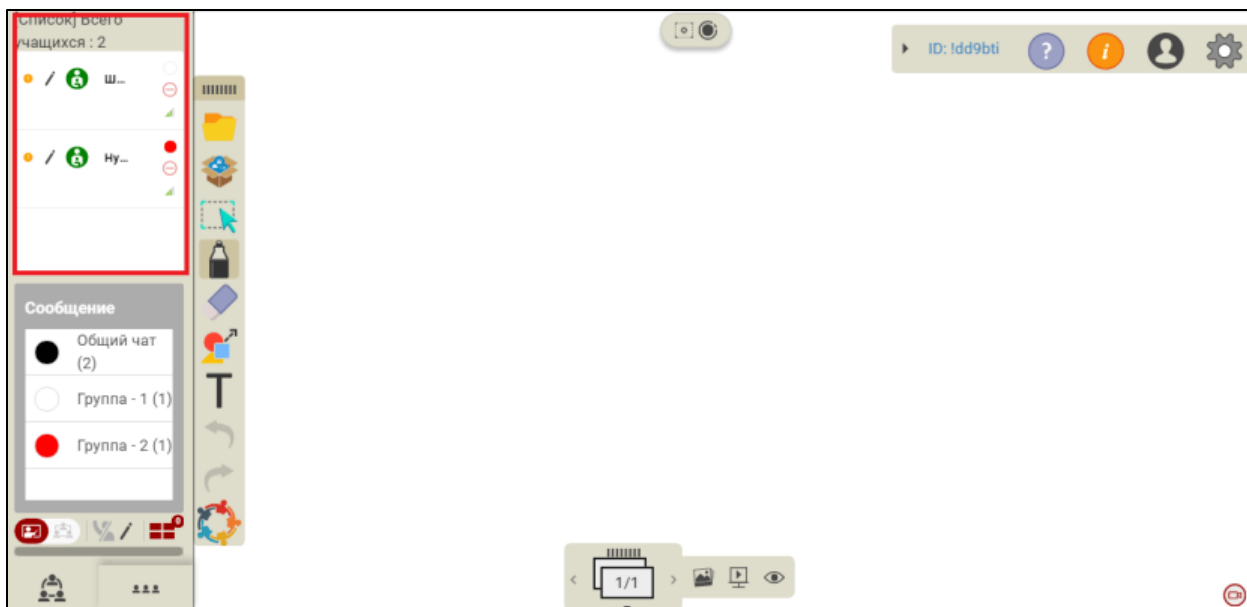 [Список] Всего
учащихся : 2
Ш...
Ну...
Сообщение
Общий чат
(2)
Группа - 1 (1)
Группа - 2 (1)
0
T
1/1
ID: !dd9bti
?
i